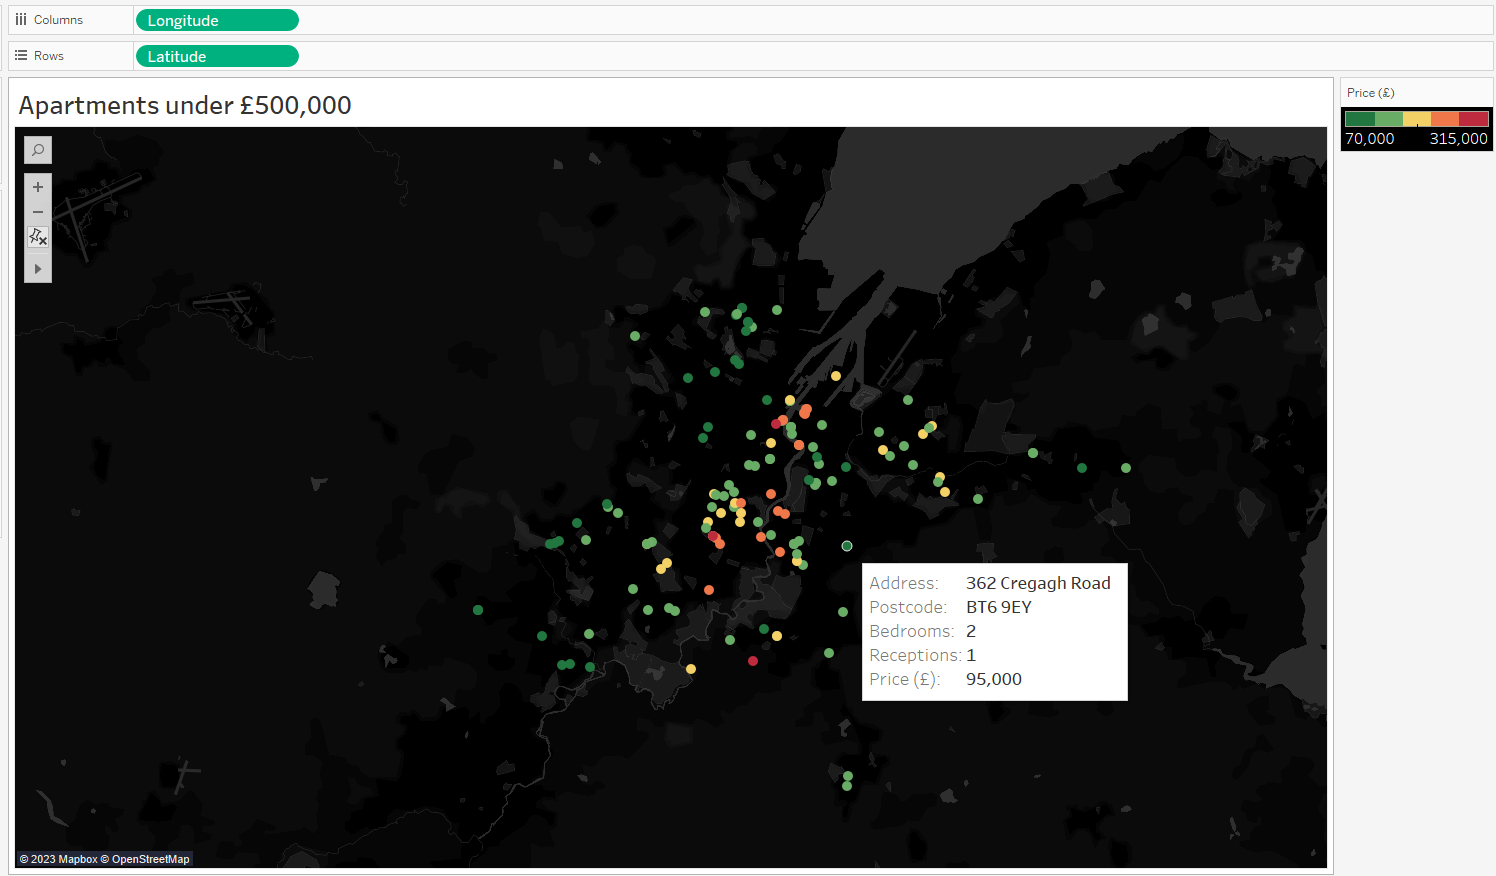 Columns
Longitude
Rows
Latitude
Apartments under £500,000
Price (£)
70,000 315,000
Address: 362 Cregagh Road
Postcode: BT6 9EY
Bedrooms: 2
Receptions: 1
Price (£): 95,000
© 2023 Mapbox © OpenStreetMap